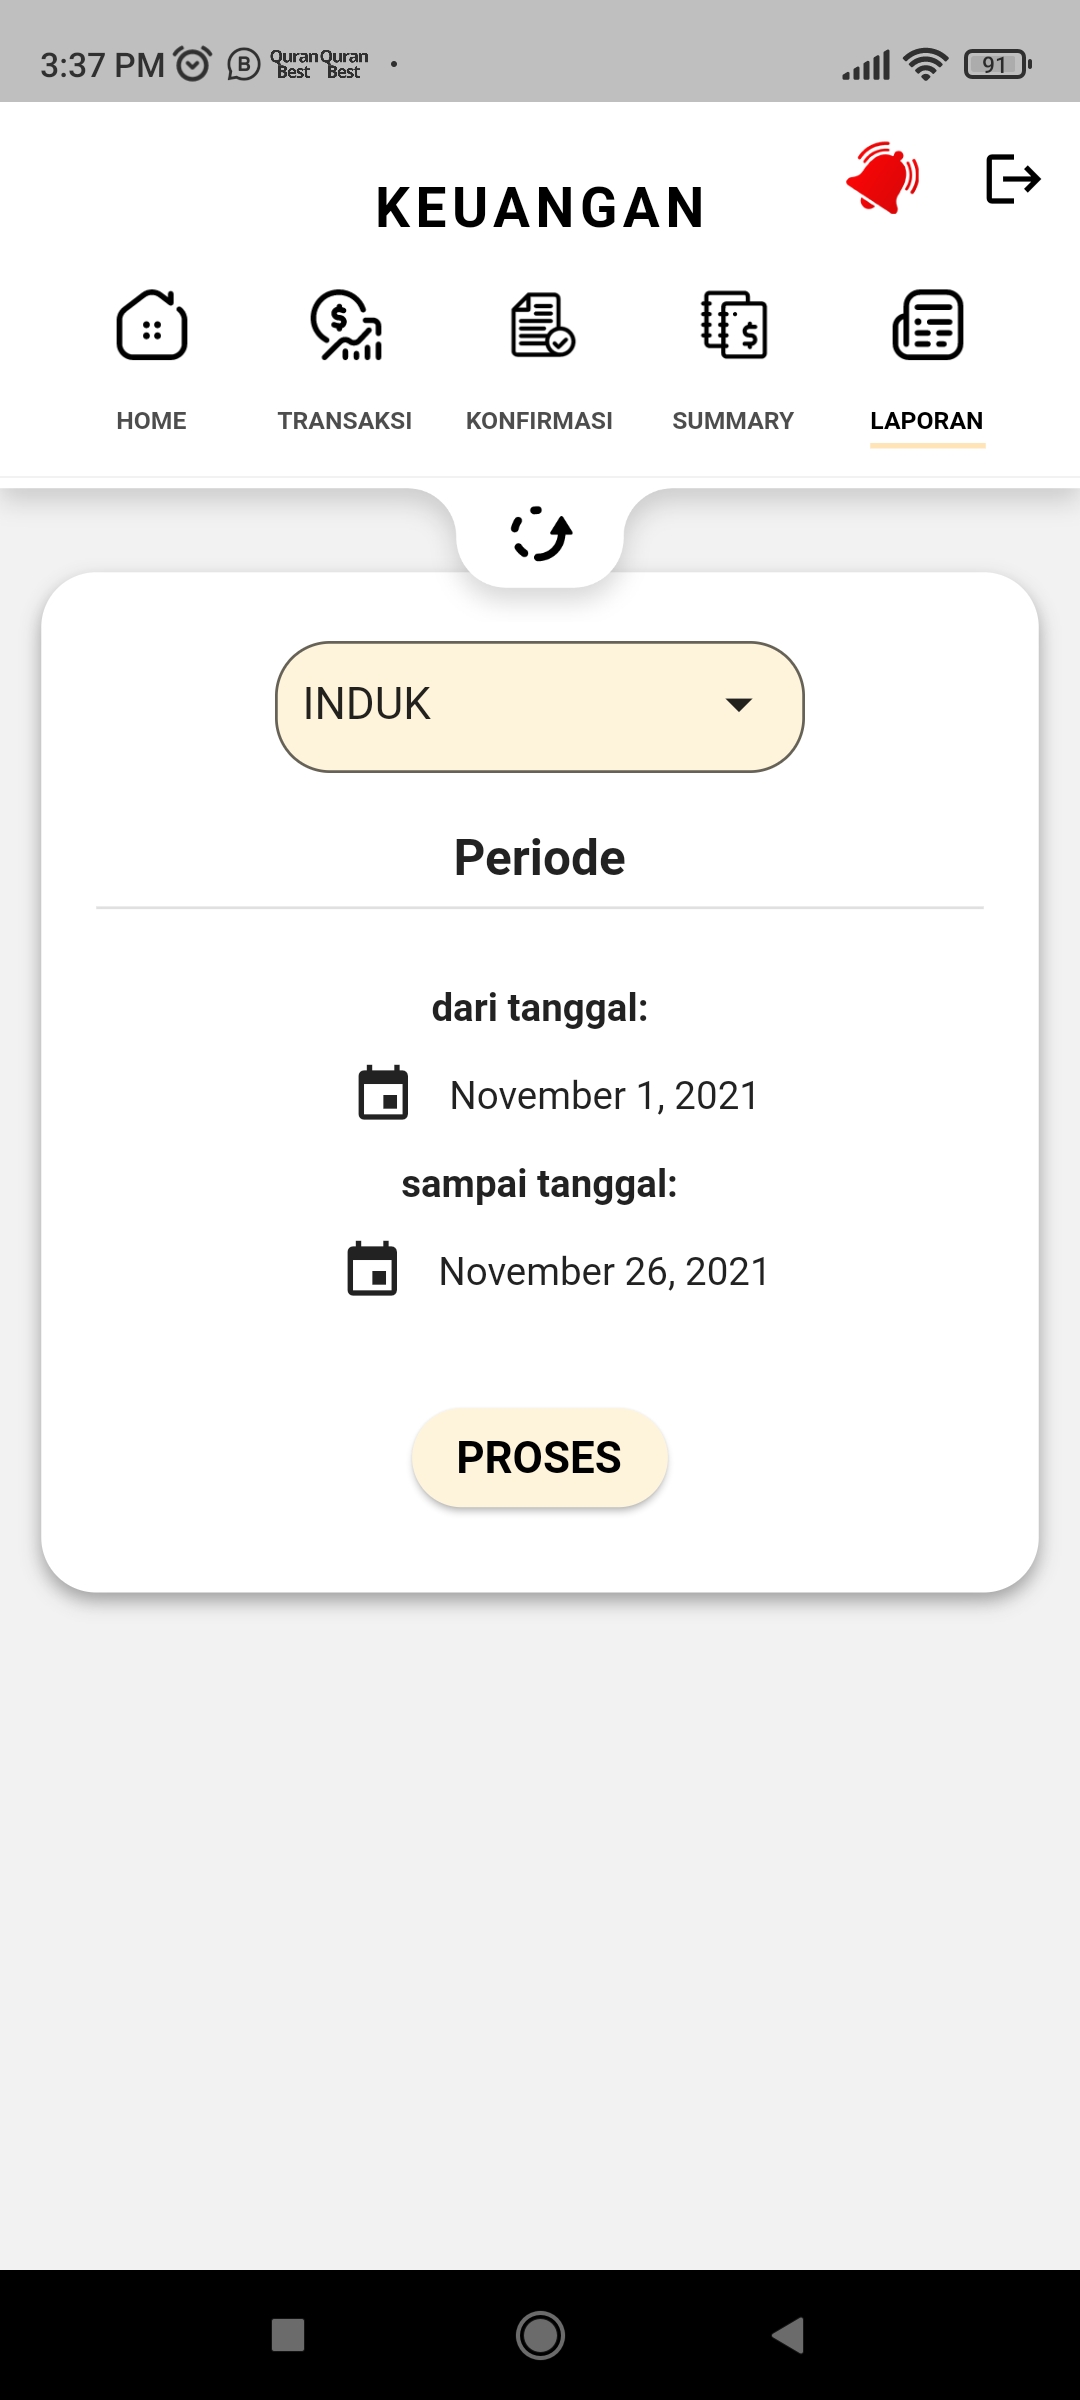 3:37 PM B Quran Best Quran Best 91
KEUANGAN
HOME TRANSAKSI KONFIRMASI SUMMARY LAPORAN
INDUK
Periode
dari tanggal:
November 1, 2021
sampai tanggal:
November 26, 2021
PROSES